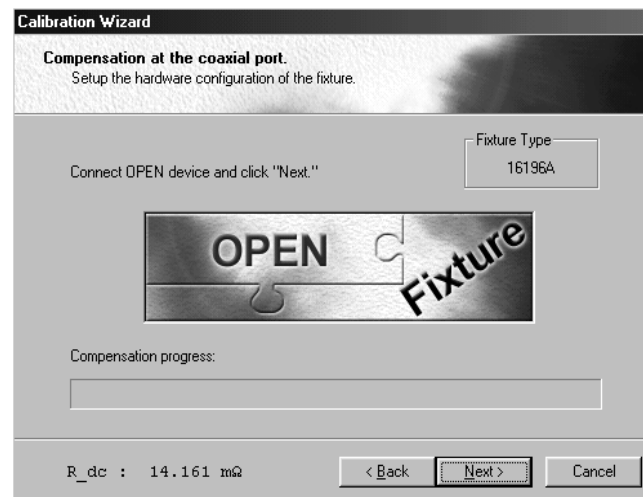 Calibration Wizard
Compensation at the coaxial port.
Setup the hardware configuration of the fixture.
Fixture Type
16196A
Connect OPEN device and click "Next."
OPEN
Fixture
Compensation progress:
R_dc : 14.161 mΩ
< Back
Next >
Cancel